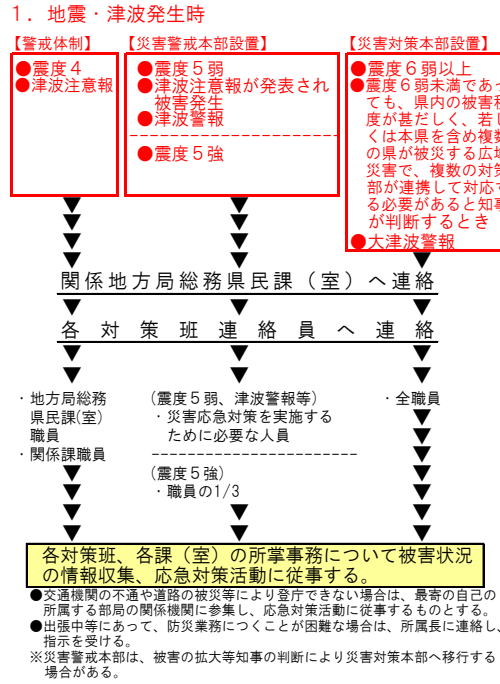 1．地震・津波発生時
【警戒体制】
●震度４
●津波注意報
【災害警戒本部設置】
●震度５弱
●津波注意報が発表され
被害発生
●津波警報
●震度５強
【災害対策本部設置】
●震度６弱以上
●震度６弱未満であっ
ても、県内の被害程
度が甚だしく、若し
くは本県を含め複数
の県が被災する広域
災害で、複数の対策
部が連携して対応す
る必要があると知事
が判断するとき
●大津波警報
関係地方局総務県民課（室）へ連絡
各対策班連絡員へ連絡
・地方局総務
県民課(室)
職員
・関係課職員
（震度５弱、津波警報等）
・災害応急対策を実施する
ために必要な人員
（震度５強）
・職員の1/3
・全職員
各対策班、各課（室）の所掌事務について被害状況
の情報収集、応急対策活動に従事する。
●交通機関の不通や道路の被災等により登庁できない場合は、最寄の自己の
所属する部局の関係機関に参集し、応急対策活動に従事するものとする。
●出張中等にあって、防災業務につくことが困難な場合は、所属長に連絡し、
指示を受ける。
※災害警戒本部は、被害の拡大等知事の判断により災害対策本部へ移行する
場合がある。